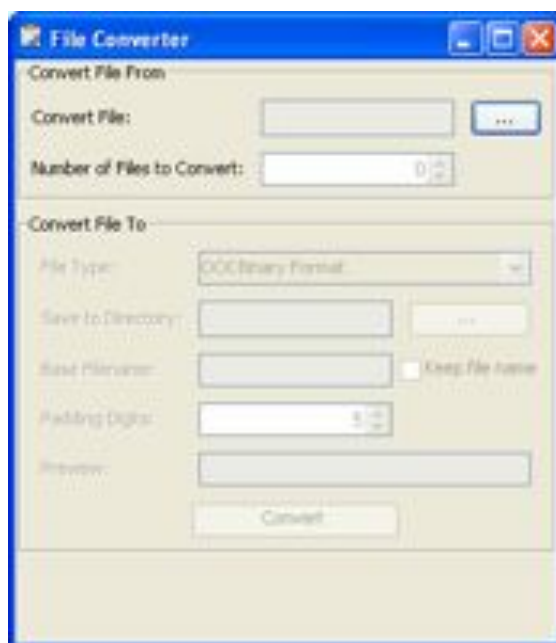 File Converter
Convert File From
Convert File: ...
Number of Files to Convert: 0
Convert File To
File Type: OOCBinary Format
Save to Directory: ...
Base Filename: Keep file name
Padding Digits: 5
Preview:
Convert